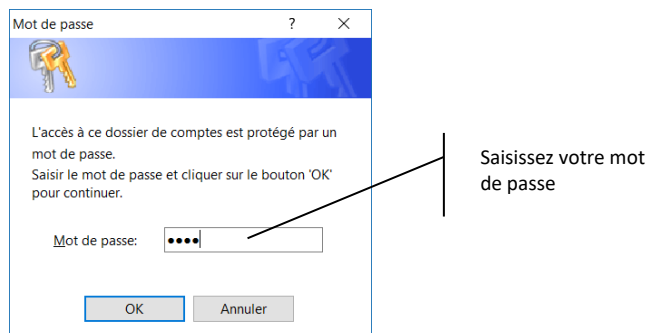 Mot de passe ?
L'accès à ce dossier de comptes est protégé par un
mot de passe.
Saisir le mot de passe et cliquer sur le bouton 'OK'
pour continuer.
Mot de passe: ••••
OK Annuler
Saisissez votre mot
de passe